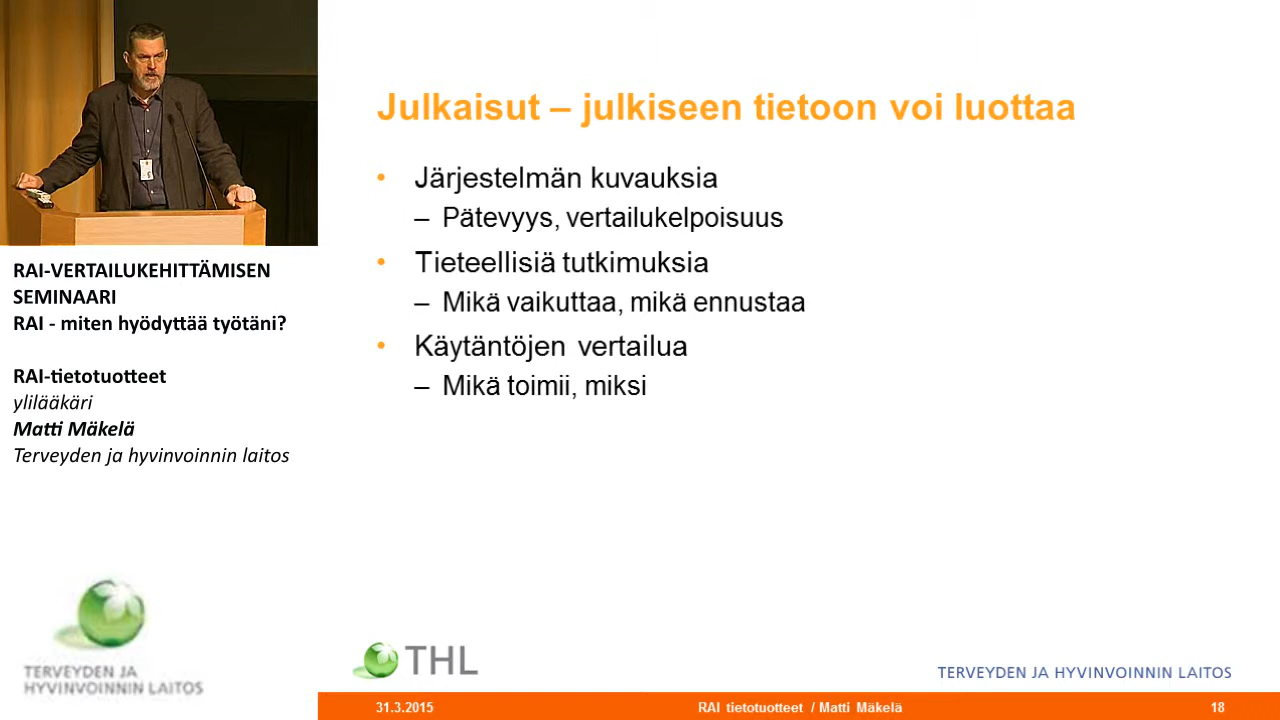 RAI-VERTAILUKEHITTÄMISEN
SEMINAARI
RAI - miten hyödyttää työtäni?
RAI-tietotuotteet
ylilääkäri
Matti Mäkelä
Terveyden ja hyvinvoinnin laitos
TERVEYDEN JA
HYVINVOINNIN LAITOS
Julkaisut – julkiseen tietoon voi luottaa
• Järjestelmän kuvauksia
– Pätevyys, vertailukelpoisuus
• Tieteellisiä tutkimuksia
– Mikä vaikuttaa, mikä ennustaa
• Käytäntöjen vertailua
– Mikä toimii, miksi
THL
TERVEYDEN JA HYVINVOINNIN LAITOS
31.3.2015
RAI tietotuotteet / Matti Mäkelä
18